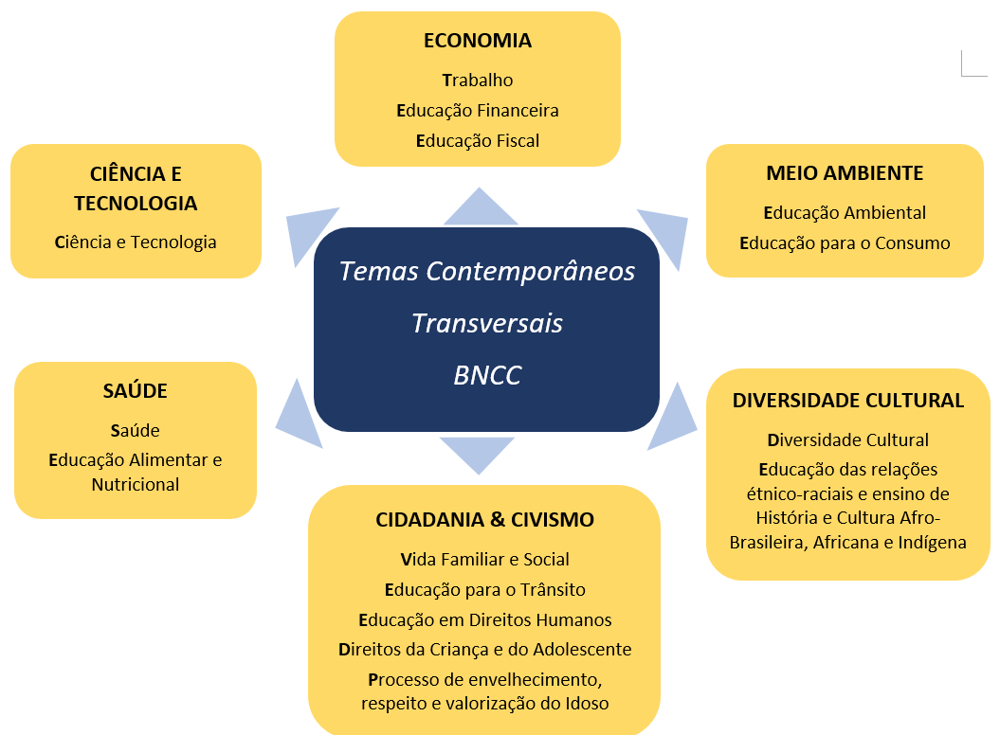 ECONOMIA
Trabalho
Educação Financeira
Educação Fiscal
CIÊNCIA E
TECNOLOGIA
Ciência e Tecnologia
MEIO AMBIENTE
Educação Ambiental
Educação para o Consumo
Temas Contemporâneos
Transversais
BNCC
SAÚDE
Saúde
Educação Alimentar e
Nutricional
DIVERSIDADE CULTURAL
Diversidade Cultural
Educação das relações
étnico-raciais e ensino de
História e Cultura Afro-
Brasileira, Africana e Indígena
CIDADANIA & CIVISMO
Vida Familiar e Social
Educação para o Trânsito
Educação em Direitos Humanos
Direitos da Criança e do Adolescente
Processo de envelhecimento,
respeito e valorização do Idoso